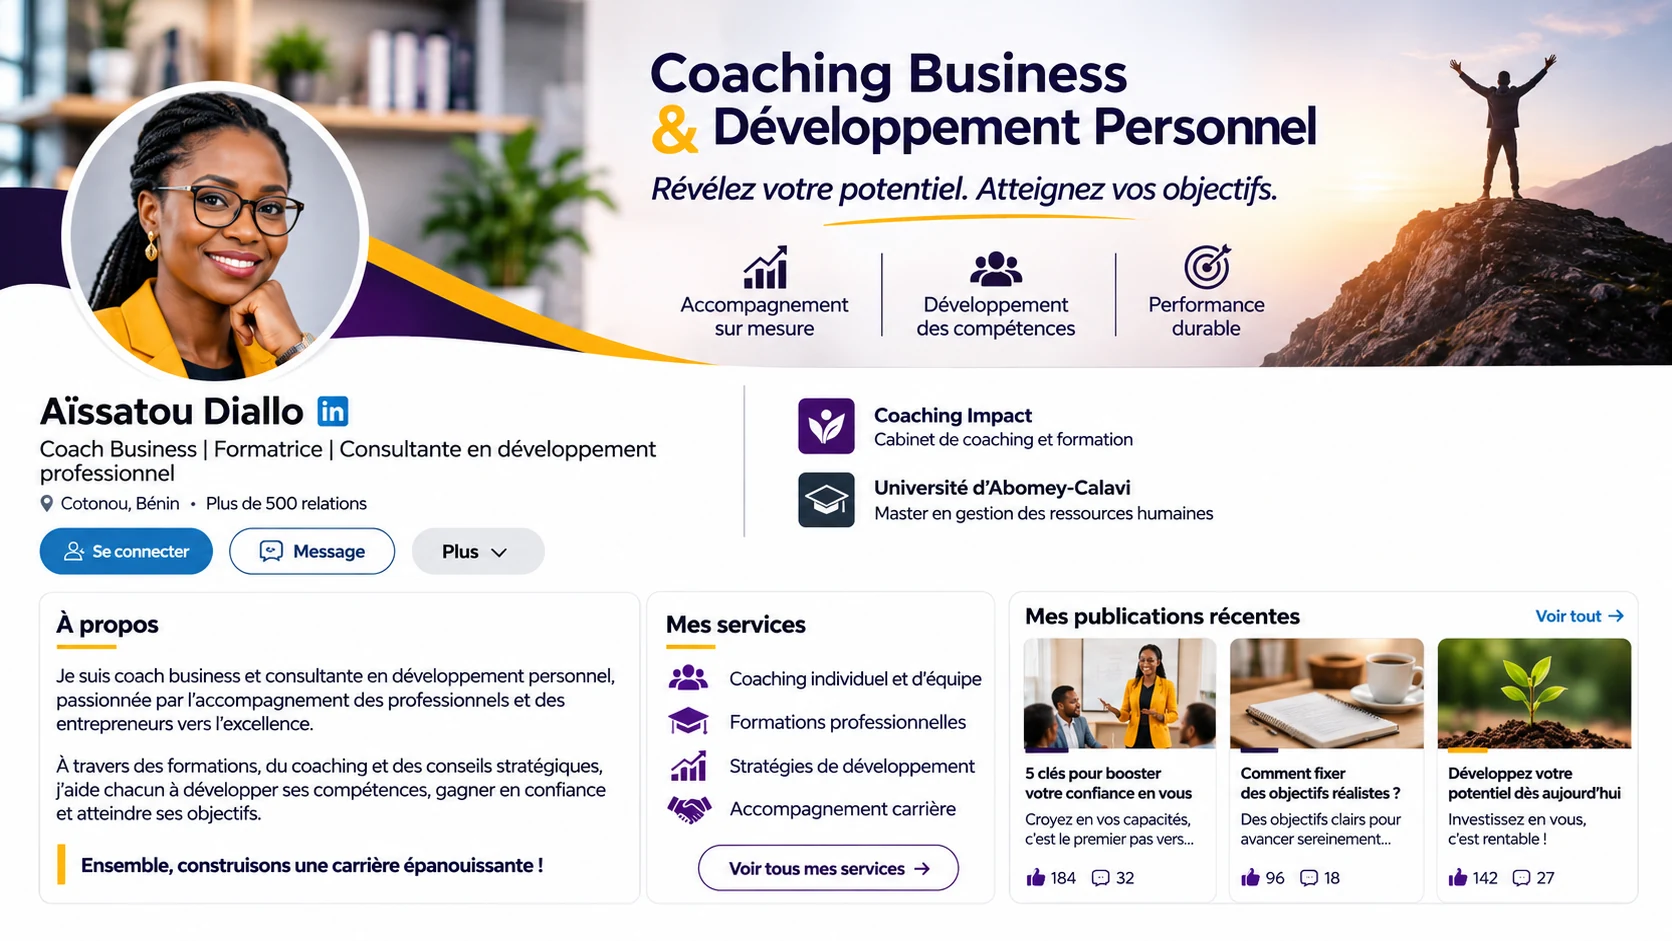 Coaching Business
& Développement Personnel
Révélez votre potentiel. Atteignez vos objectifs.
Accompagnement
sur mesure
Développement
des compétences
Performance
durable
Aïssatou Diallo in
Coach Business | Formatrice | Consultante en développement
professionnel
Cotonou, Bénin • Plus de 500 relations
Se connecter
Message
Plus
Coaching Impact
Cabinet de coaching et formation
Université d'Abomey-Calavi
Master en gestion des ressources humaines
À propos
Je suis coach business et consultante en développement personnel,
passionnée par l'accompagnement des professionnels et des
entrepreneurs vers l'excellence.
À travers des formations, du coaching et des conseils stratégiques,
j'aide chacun à développer ses compétences, gagner en confiance
et atteindre ses objectifs.
Ensemble, construisons une carrière épanouissante !
Mes services
Coaching individuel et d'équipe
Formations professionnelles
Stratégies de développement
Accompagnement carrière
Voir tous mes services →
Mes publications récentes
Voir tout →
5 clés pour booster
votre confiance en vous
Croyez en vos capacités,
c'est le premier pas vers...
184 32
Comment fixer
des objectifs réalistes ?
Des objectifs clairs pour
avancer sereinement...
96 18
Développez votre
potentiel dès aujourd'hui
Investissez en vous,
c'est rentable !
142 27